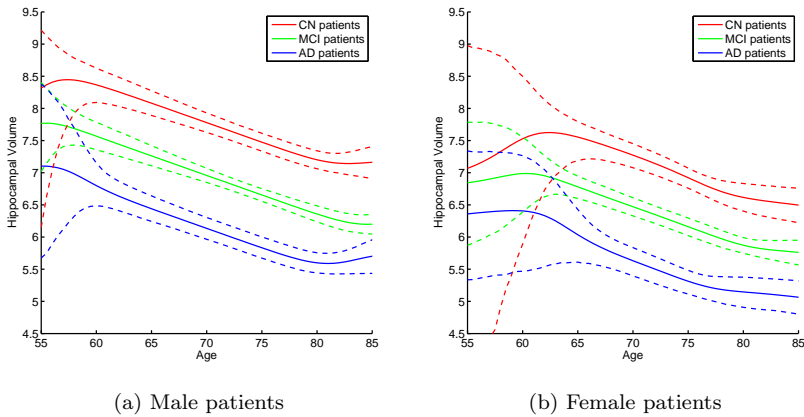 9.5
9
8.5
8
7.5
7
6.5
6
5.5
5
4.5
Hippocampal Volume
CN patients
MCI patients
AD patients
55 60 65 70 75 80 85
Age
(a) Male patients
9.5
9
8.5
8
7.5
7
6.5
6
5.5
5
4.5
Hippocampal Volume
CN patients
MCI patients
AD patients
55 60 65 70 75 80 85
Age
(b) Female patients